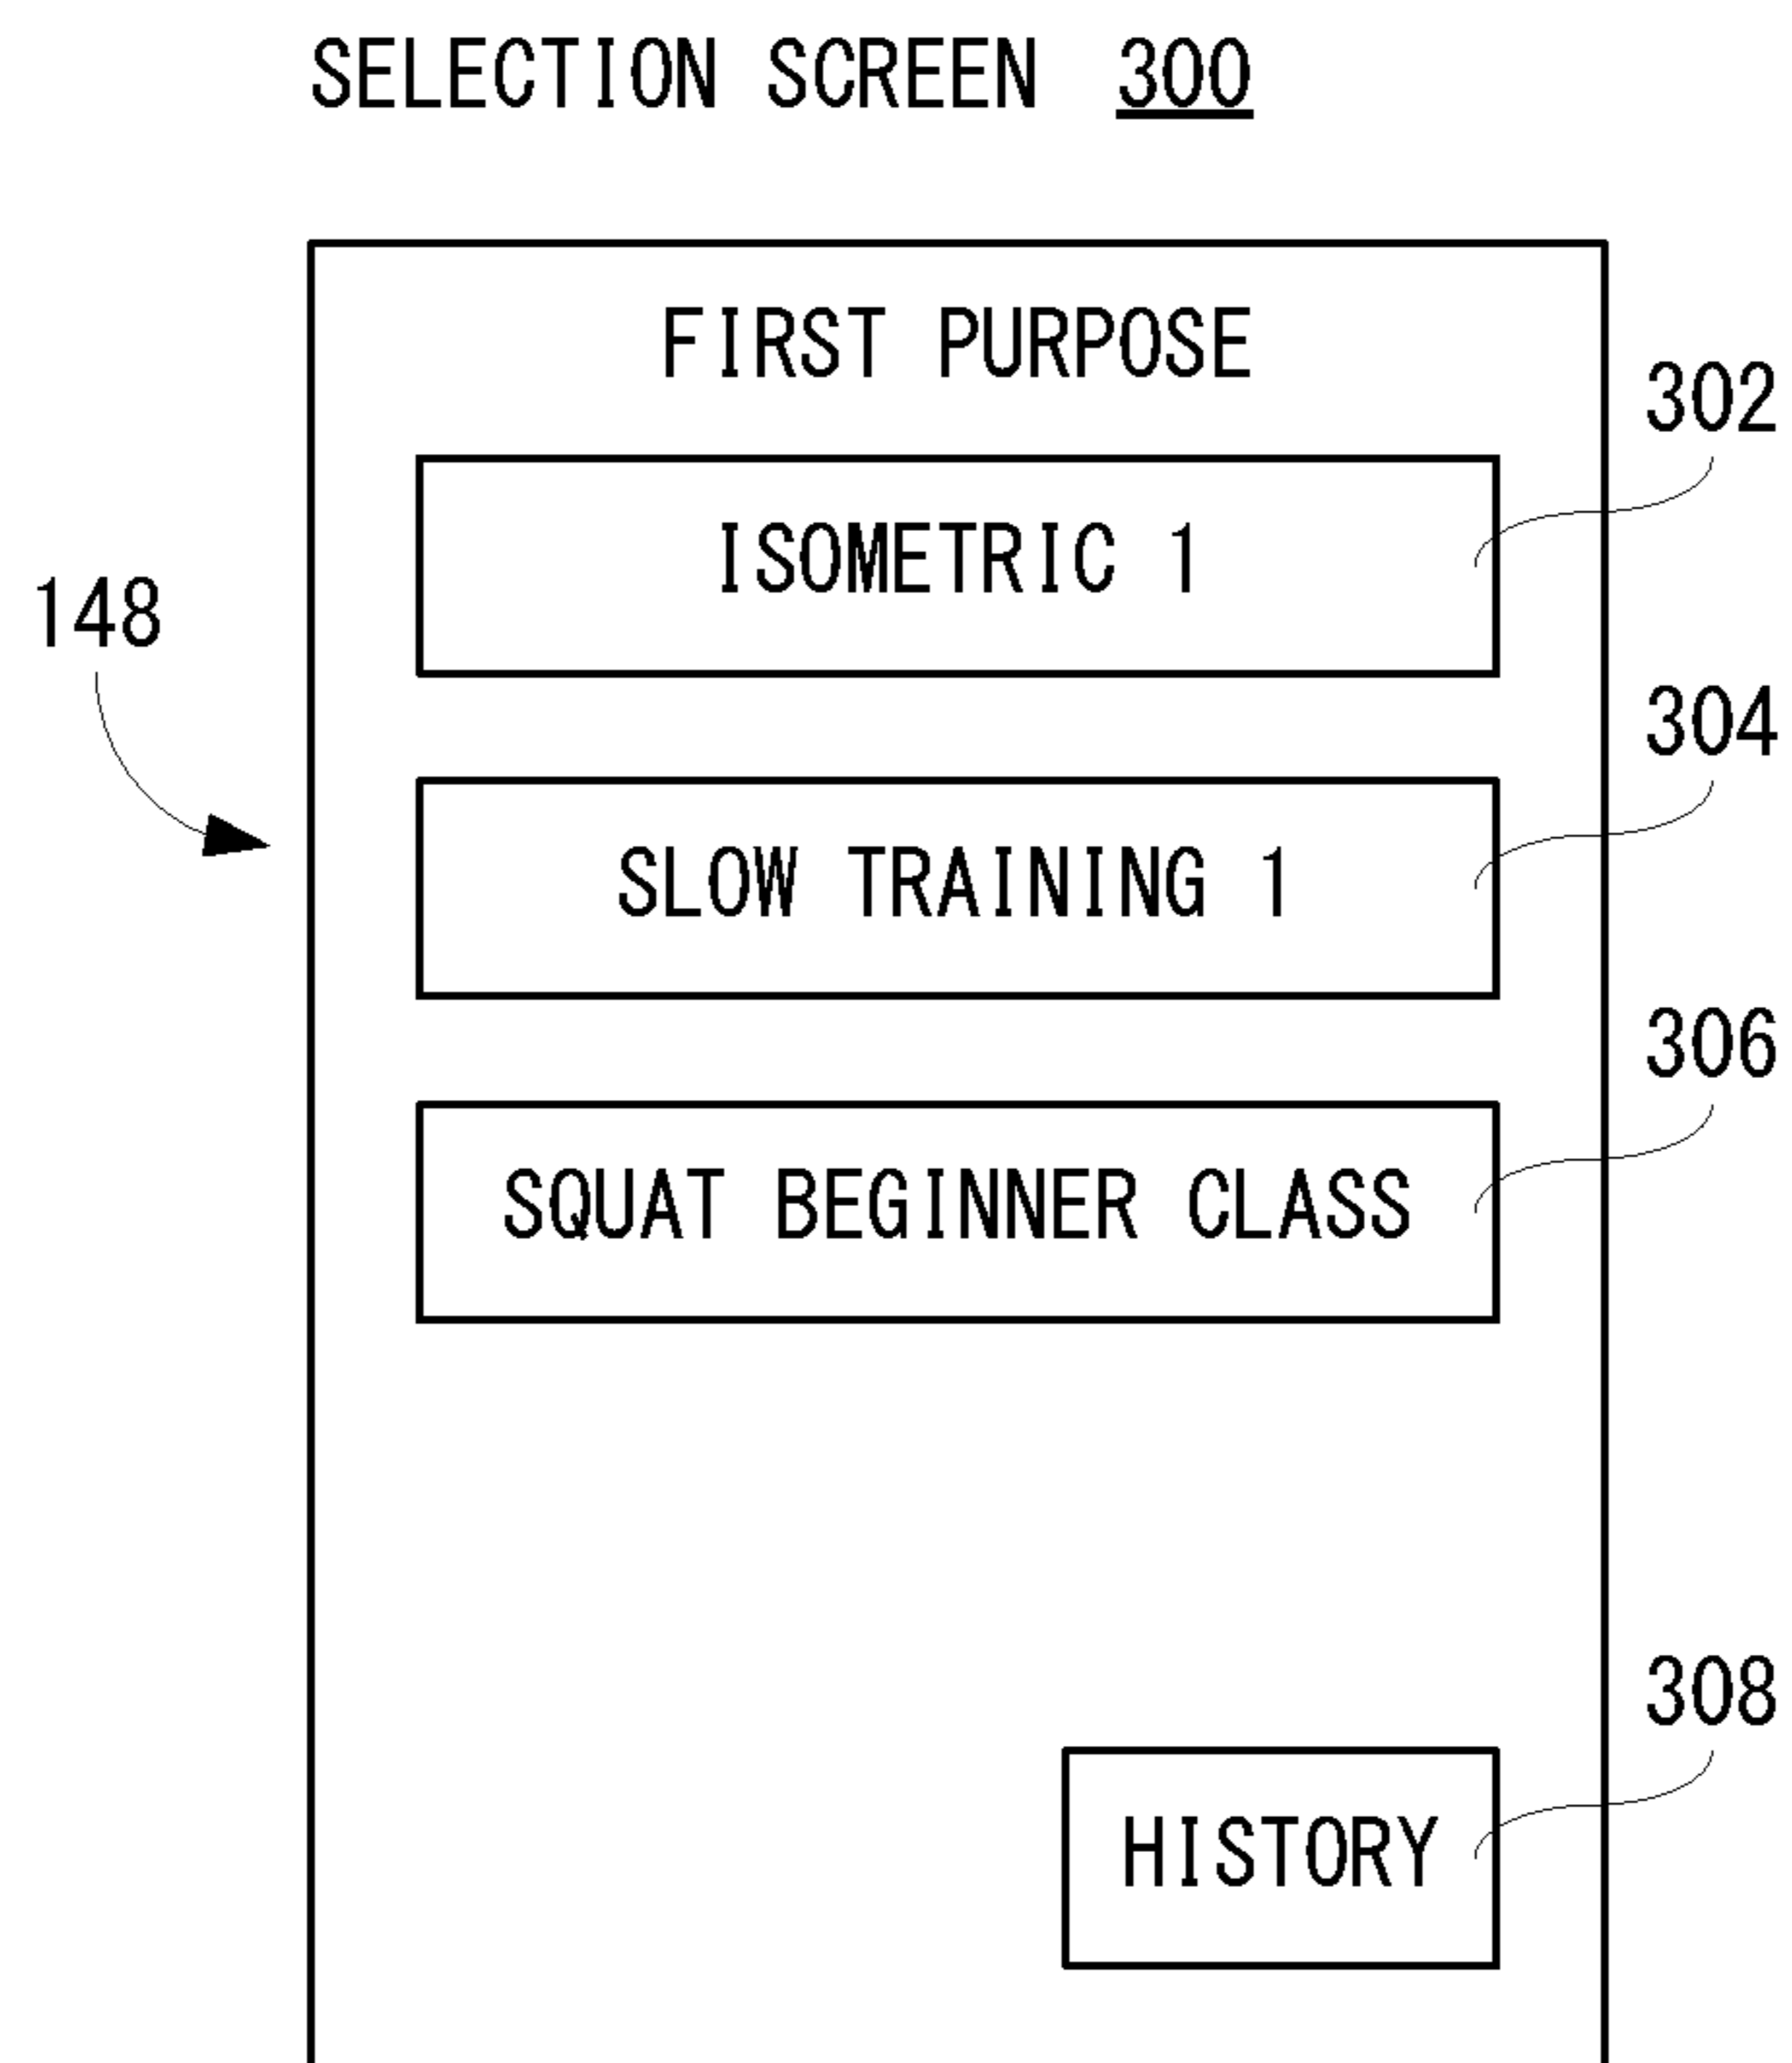 SELECTION SCREEN 300
FIRST PURPOSE
302
ISOMETRIC 1
148
304
SLOW TRAINING 1
306
SQUAT BEGINNER CLASS
308
HISTORY